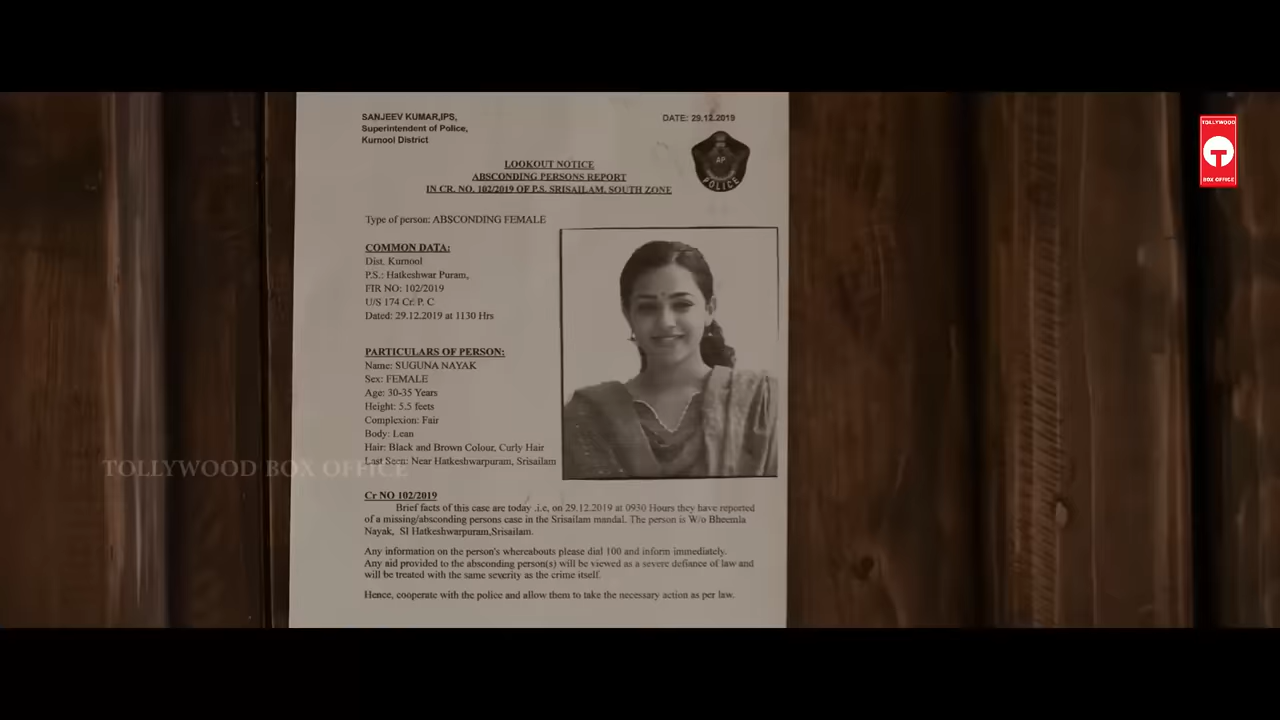 SANJEEV KUMAR,IPS,
Superintendent of Police,
Kurnool District
DATE: 29.12.2019
AP
POLICE
LOOKOUT NOTICE
ABSCONDING PERSONS REPORT
IN CR. NO. 102/2019 OF P.S. SRISAILAM, SOUTH ZONE
Type of person: ABSCONDING FEMALE
COMMON DATA:
Dist. Kurnool
P.S.: Hatkeshwar Puram,
FIR NO: 102/2019
U/S 174 Cr. P. C
Dated: 29.12.2019 at 1130 Hrs
PARTICULARS OF PERSON:
Name: SUGUNA NAYAK
Sex: FEMALE
Age: 30-35 Years
Height: 5.5 feets
Complexion: Fair
Body: Lean
Hair: Black and Brown Colour, Curly Hair
Last Seen: Near Hatkeshwarpuram, Srisailam
Cr NO 102/2019
Brief facts of this case are today .i.e, on 29.12.2019 at 0930 Hours they have reported
of a missing/absconding persons case in the Srisailam mandal. The person is W/o Bheemla
Nayak, SI Hatkeshwarpuram,Srisailam.
Any information on the person's whereabouts please dial 100 and inform immediately.
Any aid provided to the absconding person(s) will be viewed as a severe defiance of law and
will be treated with the same severity as the crime itself.
Hence, cooperate with the police and allow them to take the necessary action as per law.
TOLLYWOOD BOX OFFICE
TOLLYWOOD
T
BOX OFFICE